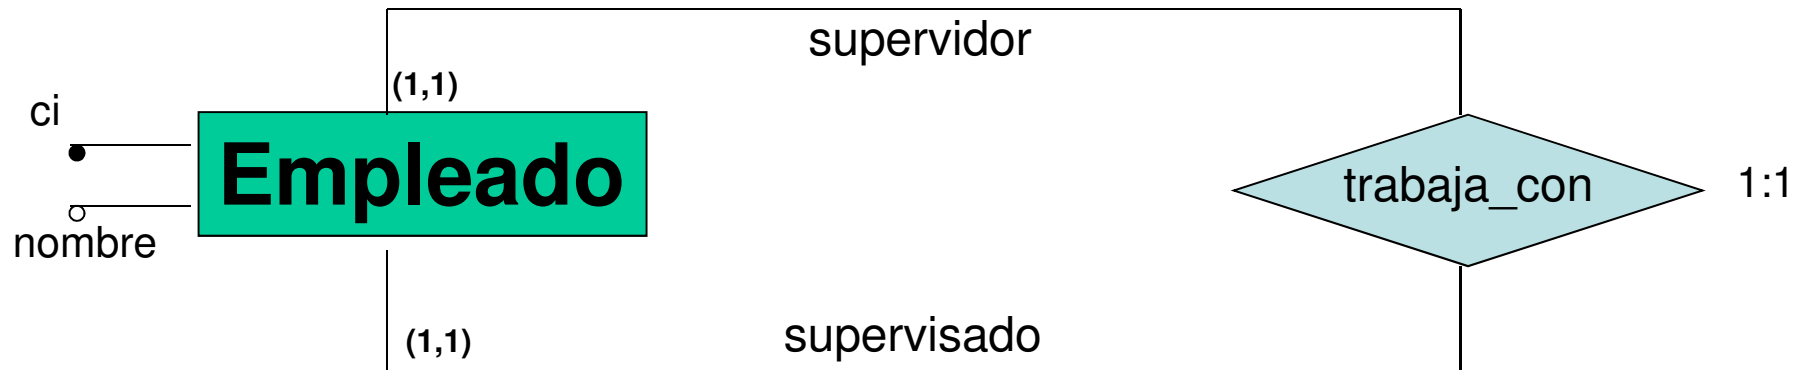 supervidor
(1,1)
ci
Empleado
trabaja_con
1:1
nombre
(1,1)
supervisado